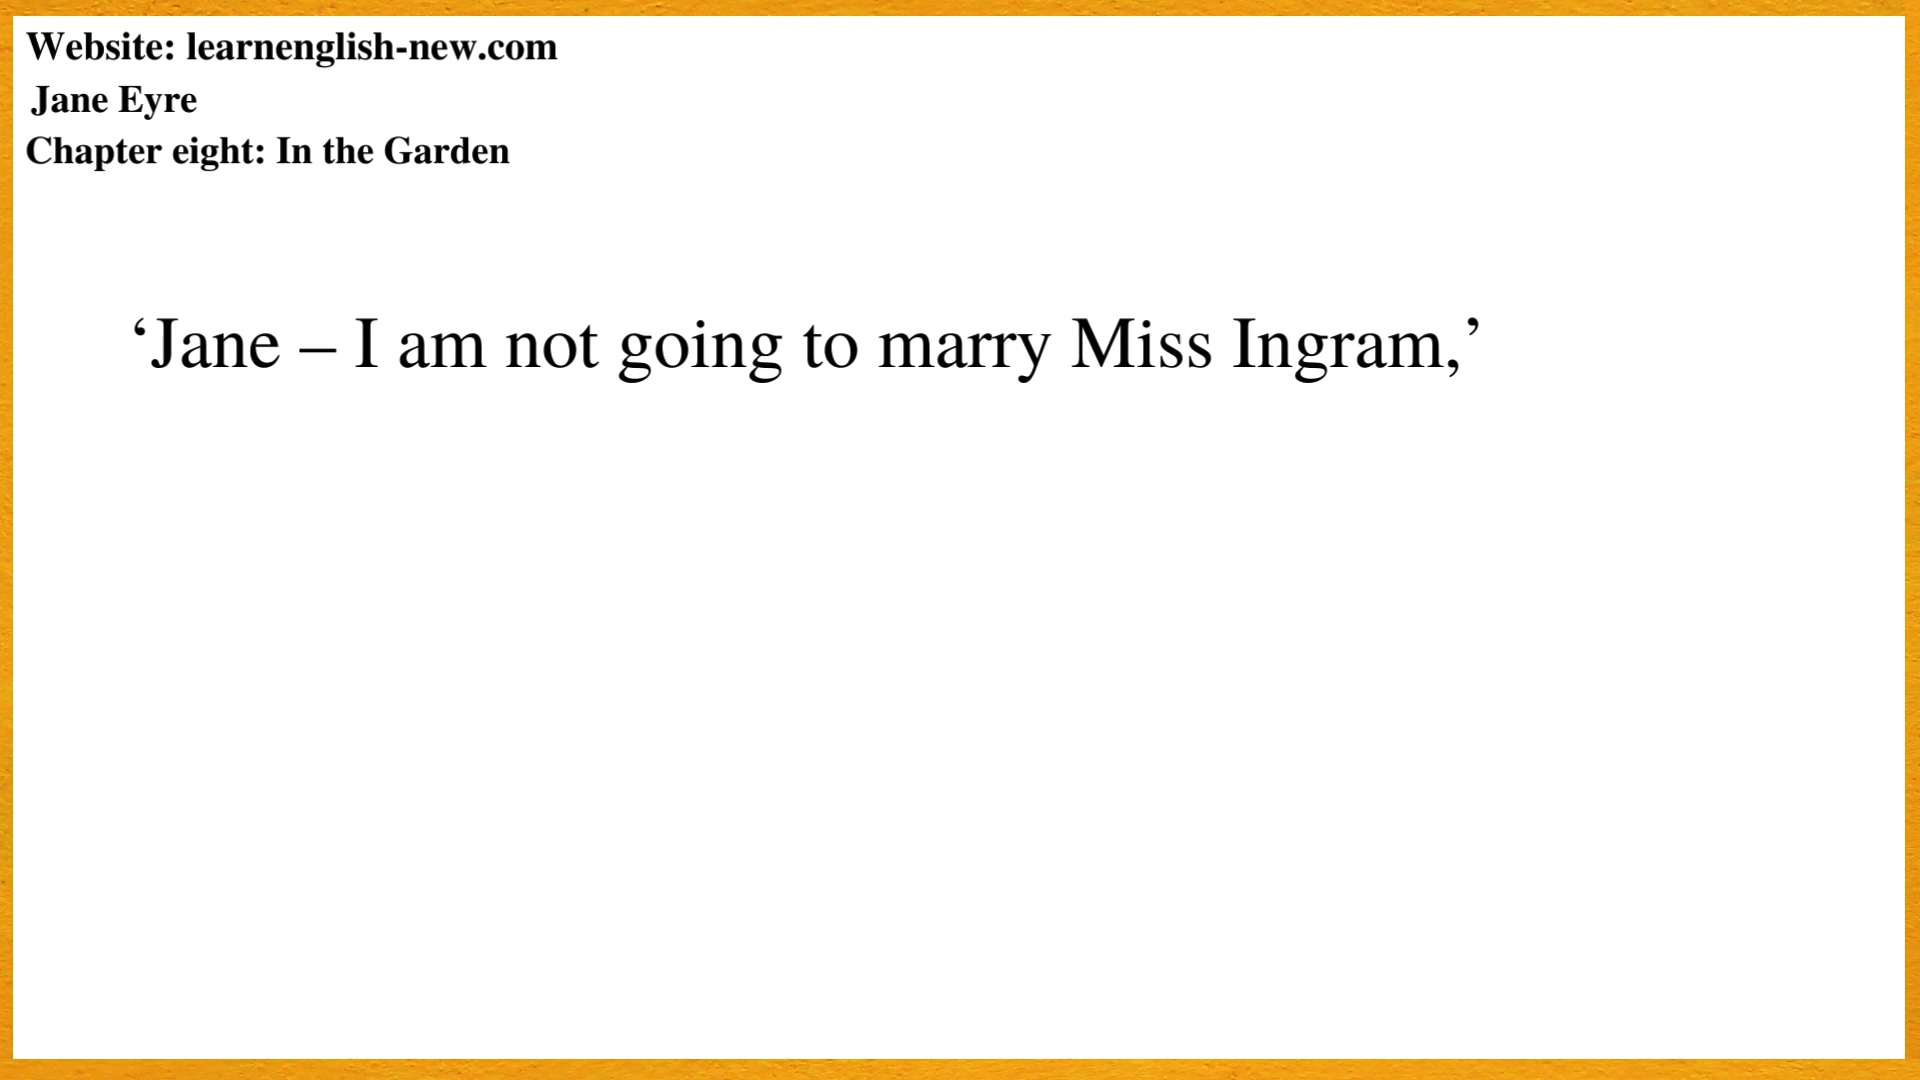 Website: learnenglish-new.com
Jane Eyre
Chapter eight: In the Garden
‘Jane – I am not going to marry Miss Ingram,’